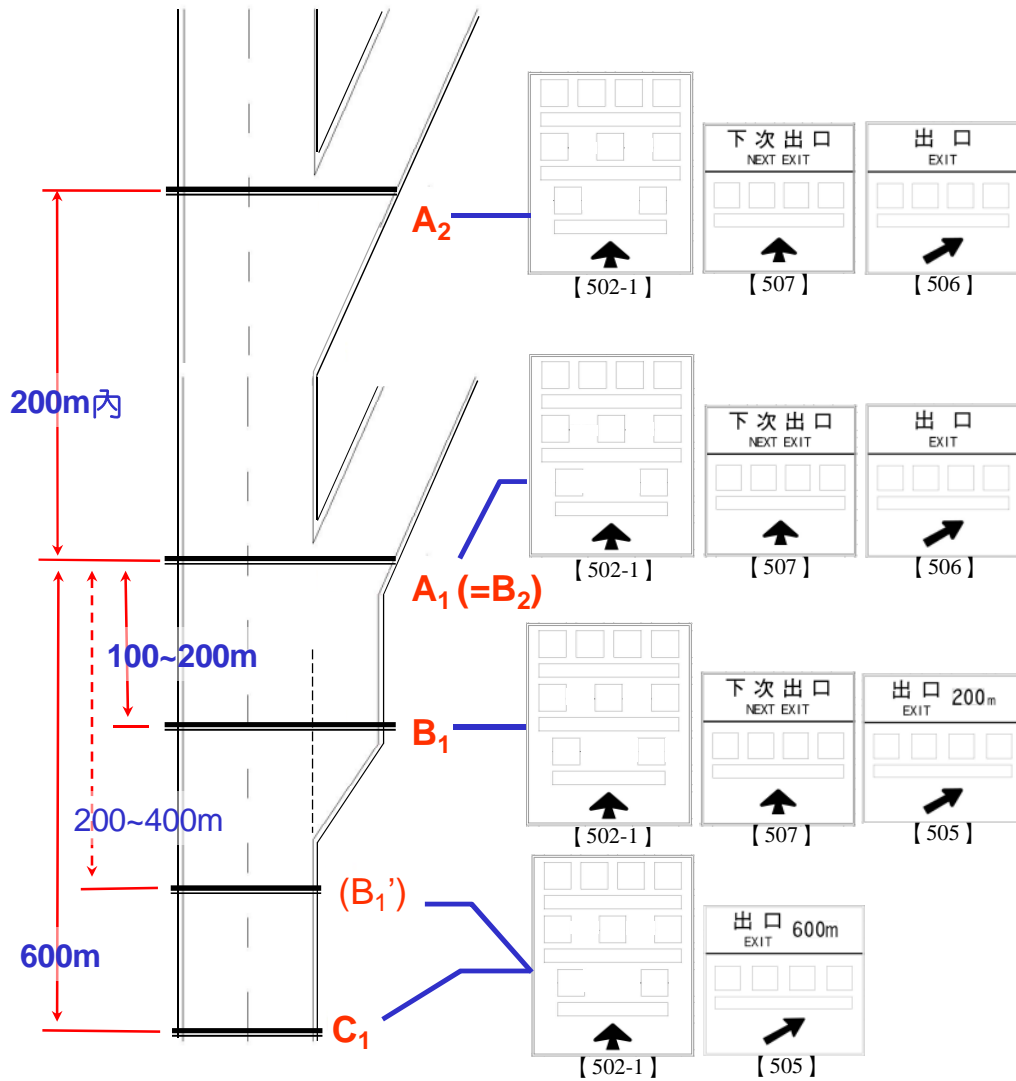 下次出口
NEXT EXIT
出口
EXIT
A₂
【502-1】
【507】
【506】
200m內
下次出口
NEXT EXIT
出口
EXIT
【502-1】
【507】
【506】
A₁ (=B₂)
100~200m
下次出口
NEXT EXIT
出口 200m
EXIT
B₁
【502-1】
【507】
【505】
200~400m
(B₁’)
出口 600m
EXIT
600m
C₁
【502-1】
【505】